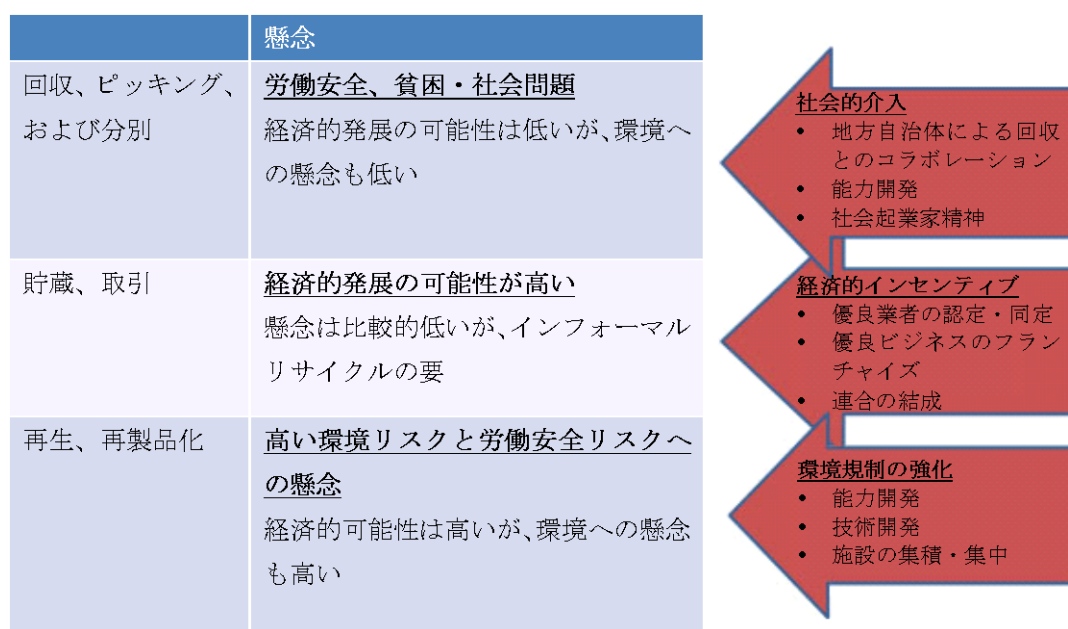 懸念
回収、ピッキング、
および分別
労働安全、貧困・社会問題
経済的発展の可能性は低いが、環境へ
の懸念も低い
貯蔵、取引
経済的発展の可能性が高い
懸念は比較的低いが、インフォーマル
リサイクルの要
再生、再製品化
高い環境リスクと労働安全リスクへ
の懸念
経済的可能性は高いが、環境への懸念
も高い
社会的介入
• 地方自治体による回収
とのコラボレーション
• 能力開発
• 社会起業家精神
経済的インセンティブ
• 優良業者の認定・同定
• 優良ビジネスのフラン
チャイズ
• 連合の結成
環境規制の強化
• 能力開発
• 技術開発
• 施設の集積・集中